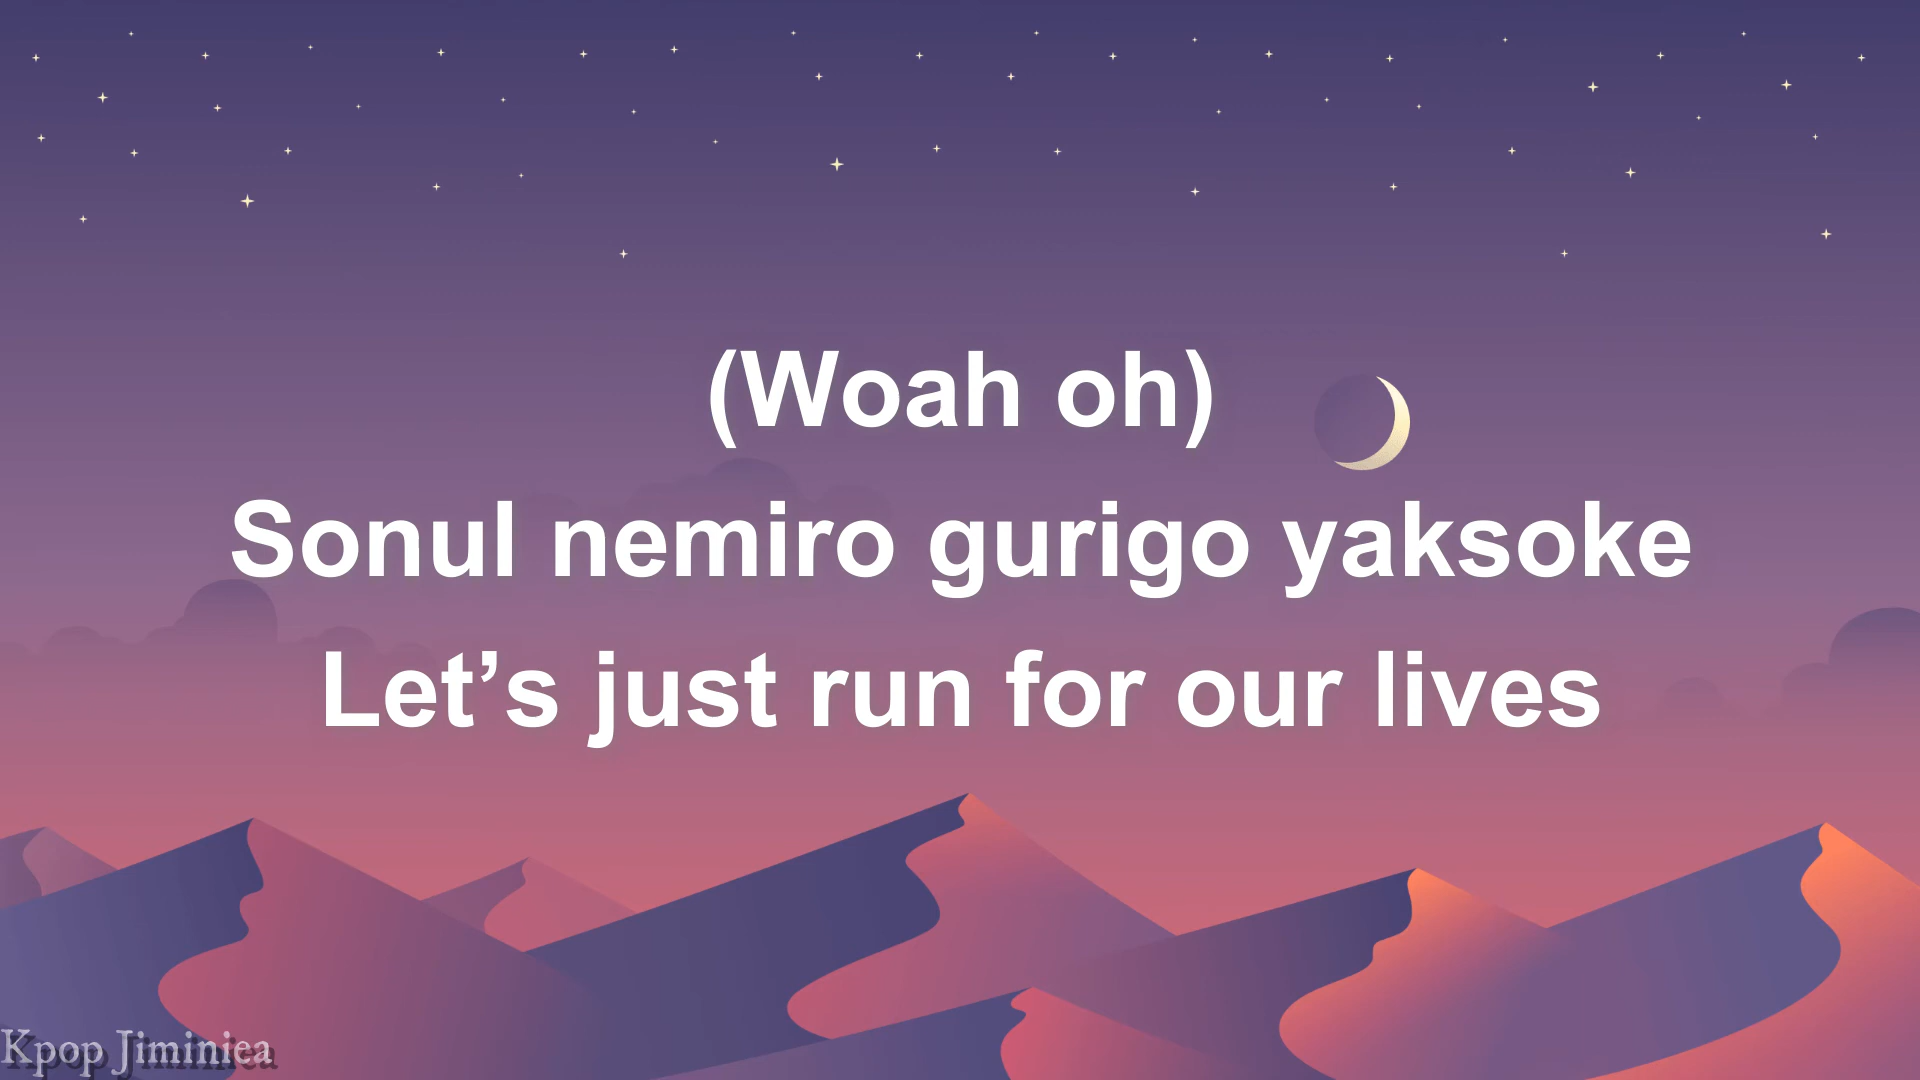 (Woah oh)
Sonul nemiro gurigo yaksoke
Let’s just run for our lives
Kpop Jiminiea